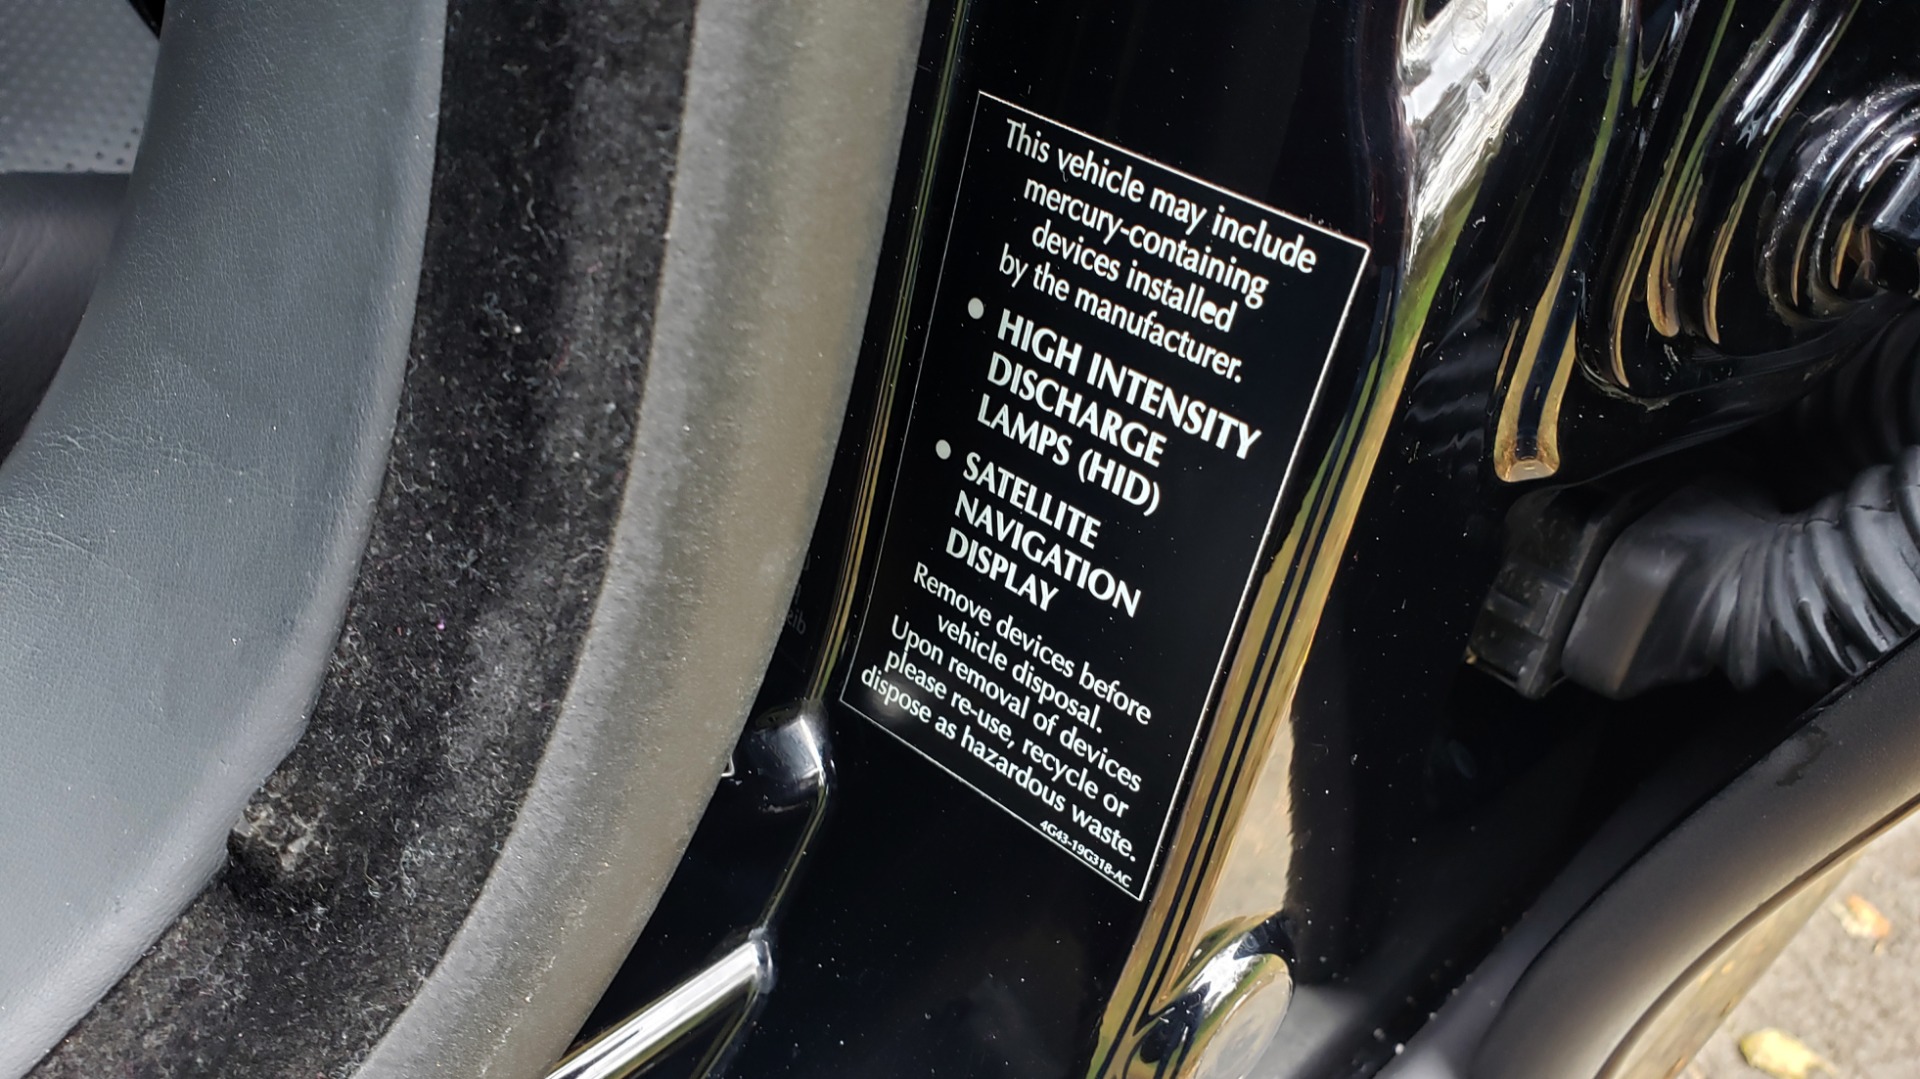 This vehicle may include
mercury-containing
devices installed
by the manufacturer.
• HIGH INTENSITY
DISCHARGE
LAMPS (HID)
• SATELLITE
NAVIGATION
DISPLAY
Remove devices before
vehicle disposal.
Upon removal of devices
please re-use, recycle or
dispose as hazardous waste.
4G43-19G318-AC